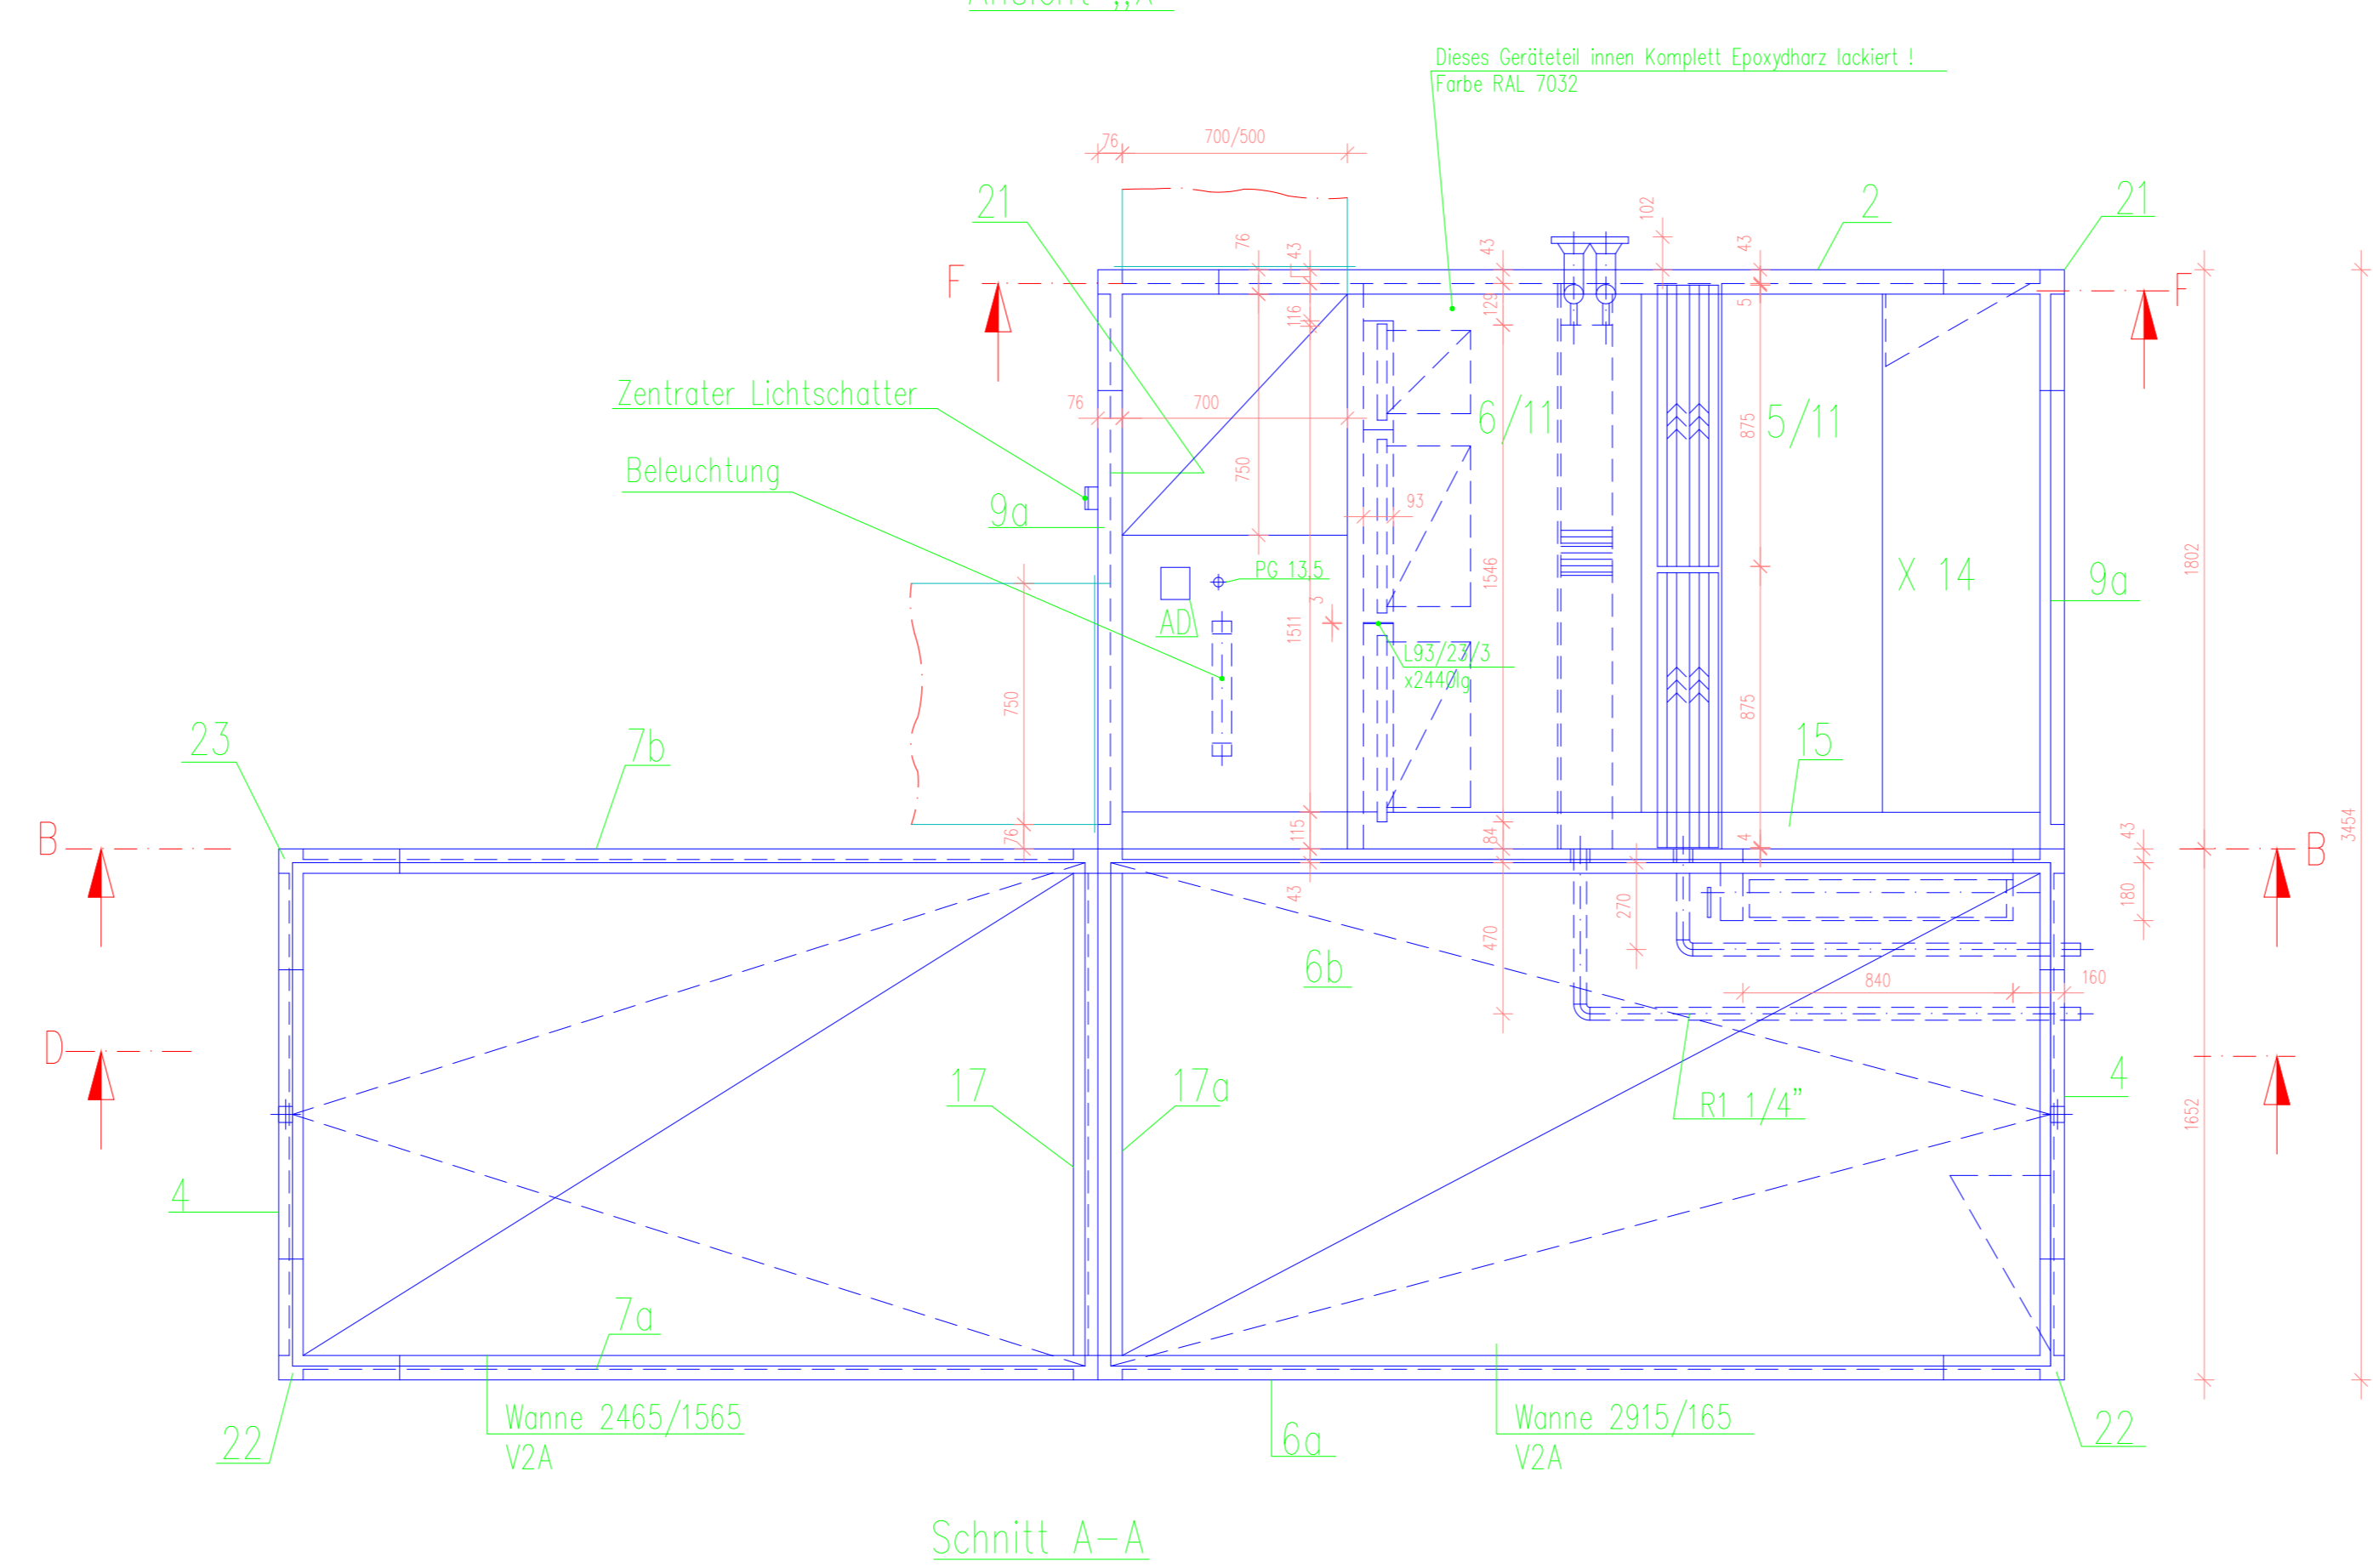 Dieses Geräteteil innen Komplett Epoxydharz lackiert !
Farbe RAL 7032
76
700/500
21
2
21
102
76
43
43
43
F
F
116
129
5
Zentrater Lichtschatter
76
700
6/11
875
5/11
Beleuchtung
750
93
9a
PG 13,5
1546
X 14
1802
9a
3
1511
AD
L93/23/3
x2440lg
750
875
23
7b
15
3454
B
76
115
84
4
43
B
43
180
270
470
6b
840
160
D
17
17a
R1 1/4"
4
1652
4
7a
Wanne 2465/1565
V2A
Wanne 2915/165
V2A
22
6a
22
Schnitt A-A